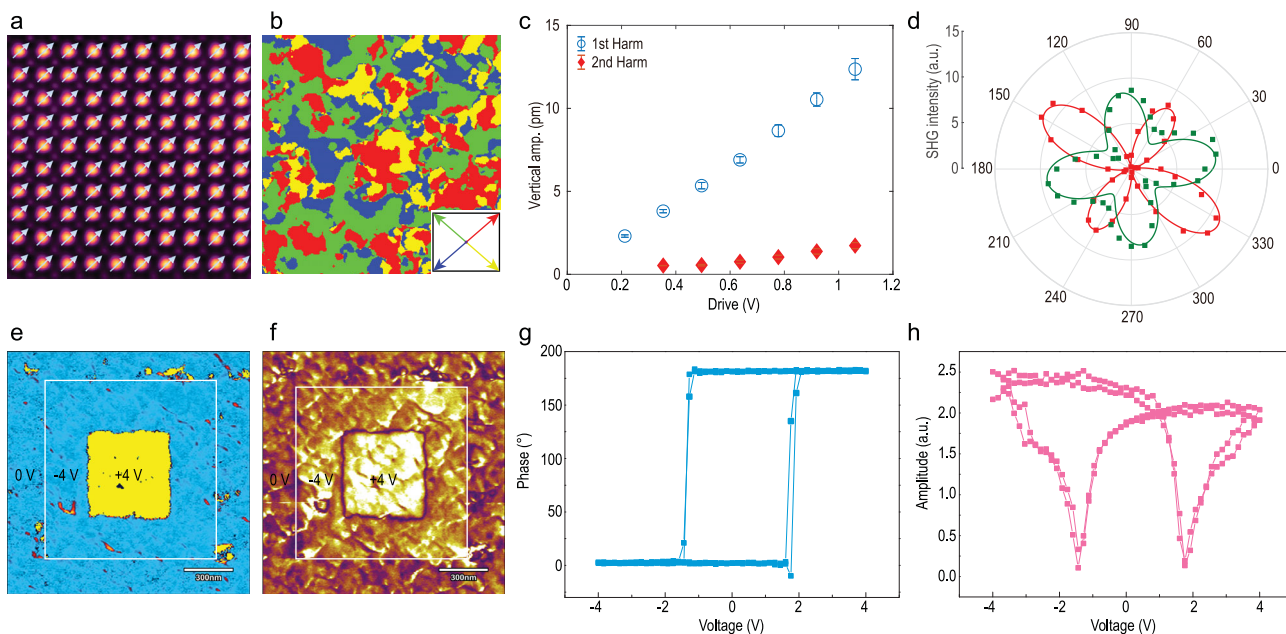 a
b
c
15
10
5
0
Vertical amp. (pm)
1st Harm
2nd Harm
0
0.2
0.4
0.6
0.8
1
1.2
Drive (V)
d
15
10
5
0
5
10
15
SHG intensity (a.u.)
90
60
30
0
330
300
270
240
210
180
150
120
e
0 V
-4 V
+4 V
300nm
f
0 V
-4 V
+4 V
300nm
g
200
150
100
50
0
Phase (°)
-4
-2
0
2
4
Voltage (V)
h
2.5
2.0
1.5
1.0
0.5
0.0
Amplitude (a.u.)
-4
-2
0
2
4
Voltage (V)